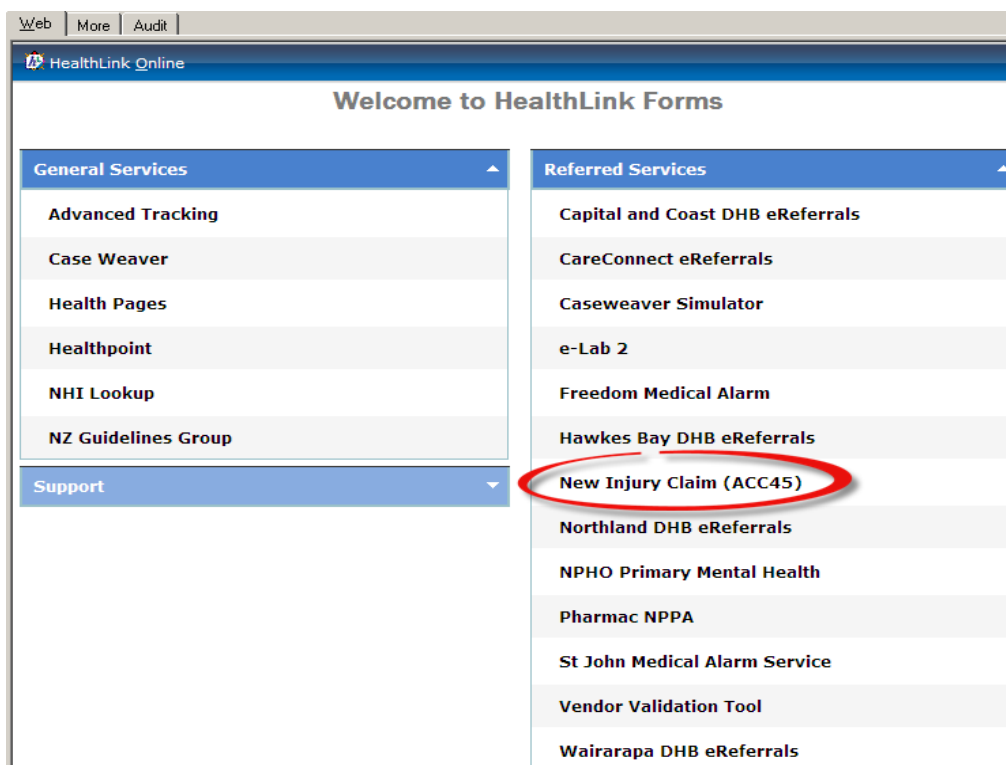 Web More Audit
HealthLink Online
Welcome to HealthLink Forms
General Services
Advanced Tracking
Case Weaver
Health Pages
Healthpoint
NHI Lookup
NZ Guidelines Group
Support
Referred Services
Capital and Coast DHB eReferrals
CareConnect eReferrals
Caseweaver Simulator
e-Lab 2
Freedom Medical Alarm
Hawkes Bay DHB eReferrals
New Injury Claim (ACC45)
Northland DHB eReferrals
NPHO Primary Mental Health
Pharmac NPPA
St John Medical Alarm Service
Vendor Validation Tool
Wairarapa DHB eReferrals